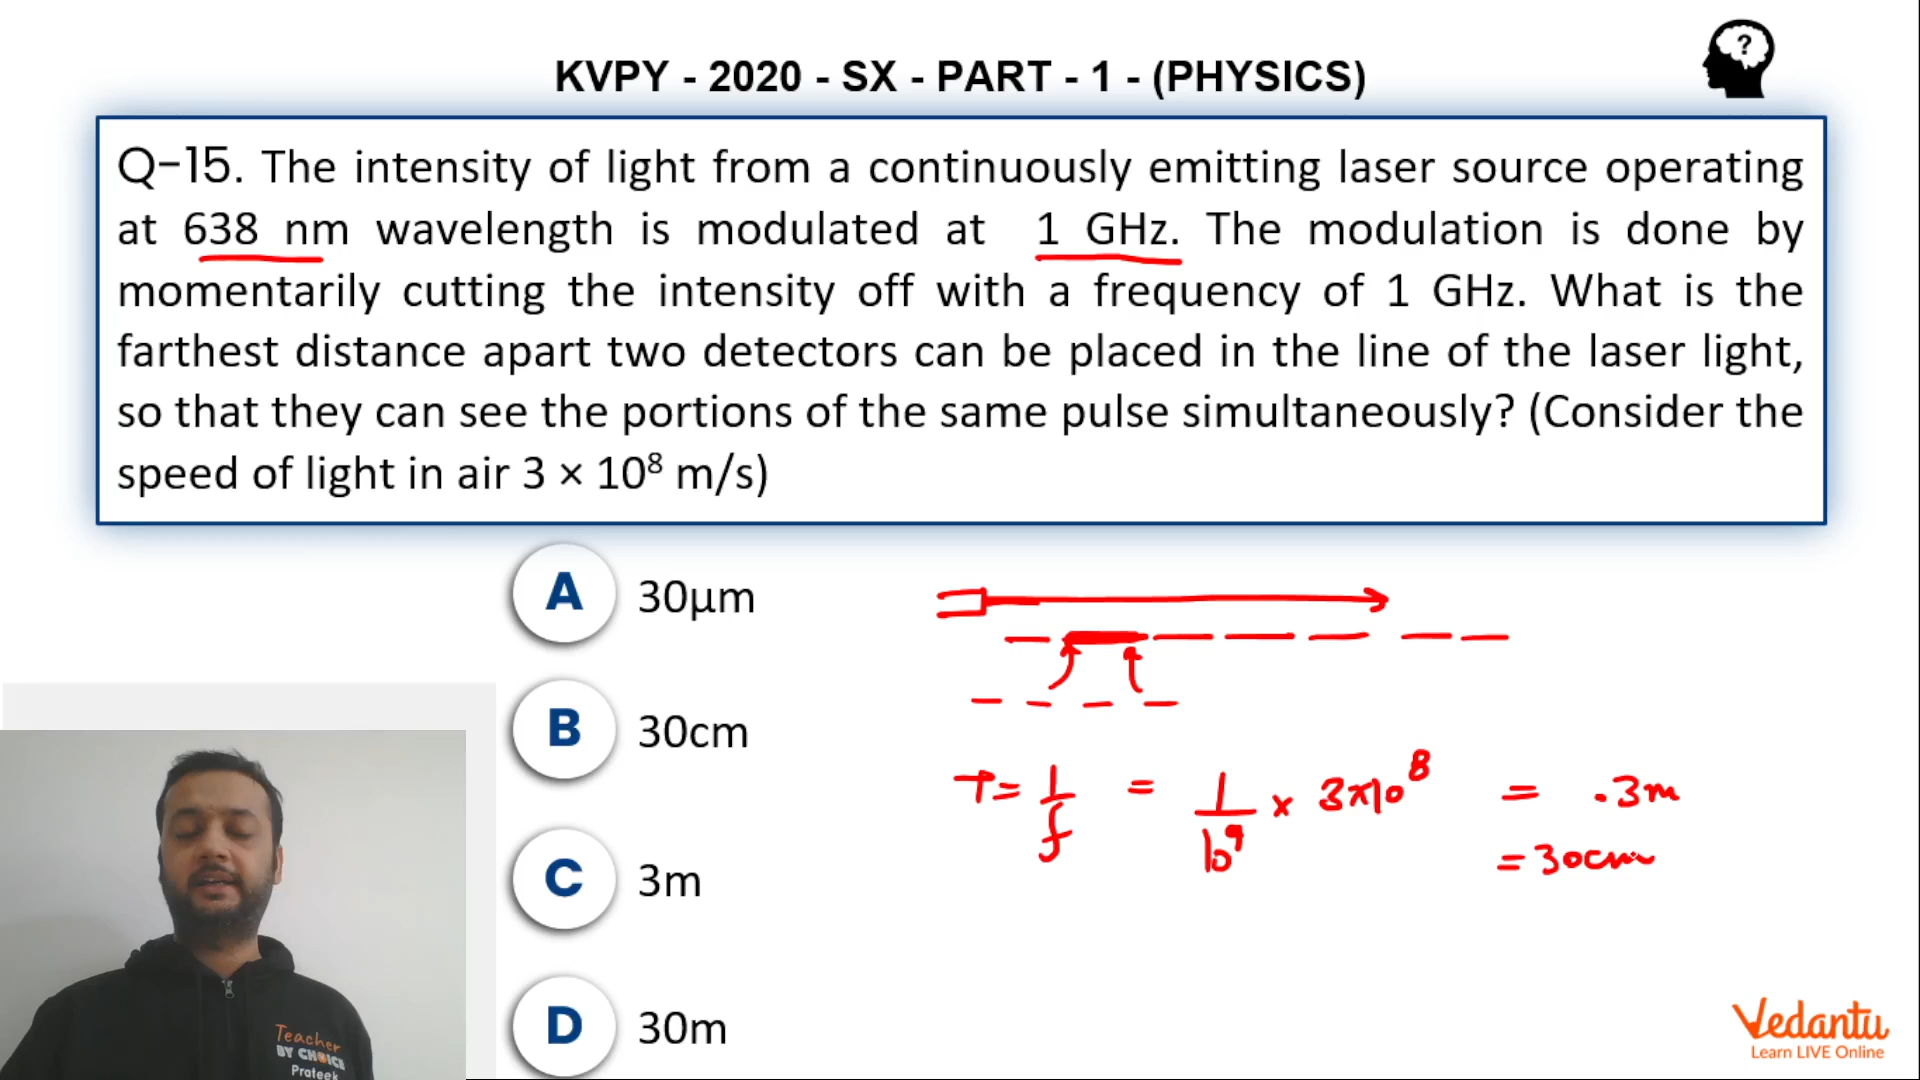 KVPY - 2020 - SX - PART - 1 - (PHYSICS)
?
Q-15. The intensity of light from a continuously emitting laser source operating
at 638 nm wavelength is modulated at 1 GHz. The modulation is done by
momentarily cutting the intensity off with a frequency of 1 GHz. What is the
farthest distance apart two detectors can be placed in the line of the laser light,
so that they can see the portions of the same pulse simultaneously? (Consider the
speed of light in air 3 × 10⁸ m/s)
A 30μm
B 30cm
C 3m
D 30m
T = 1/f = 1/10⁹ × 3×10⁸ = .3m
= 30cm
Teacher
BY CHOICE
Prateek
Vedantu
Learn LIVE Online